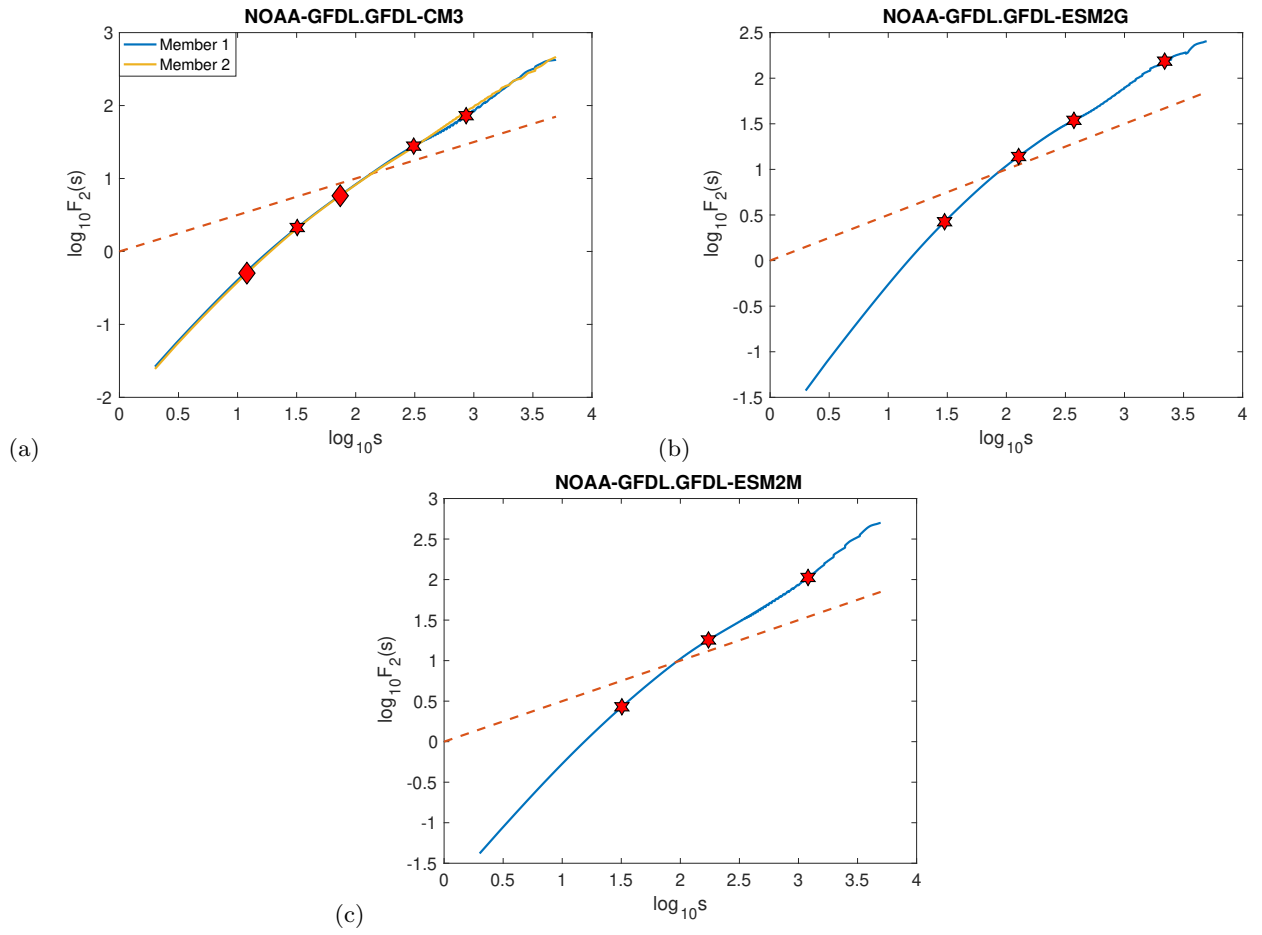 NOAA-GFDL.GFDL-CM3
Member 1
Member 2
3
2
1
0
-1
-2
log10F2(s)
0 0.5 1 1.5 2 2.5 3 3.5 4
log10s
(a)
NOAA-GFDL.GFDL-ESM2G
2.5
2
1.5
1
0.5
0
-0.5
-1
-1.5
log10F2(s)
0 0.5 1 1.5 2 2.5 3 3.5 4
log10s
(b)
NOAA-GFDL.GFDL-ESM2M
3
2.5
2
1.5
1
0.5
0
-0.5
-1
-1.5
log10F2(s)
0 0.5 1 1.5 2 2.5 3 3.5 4
log10s
(c)